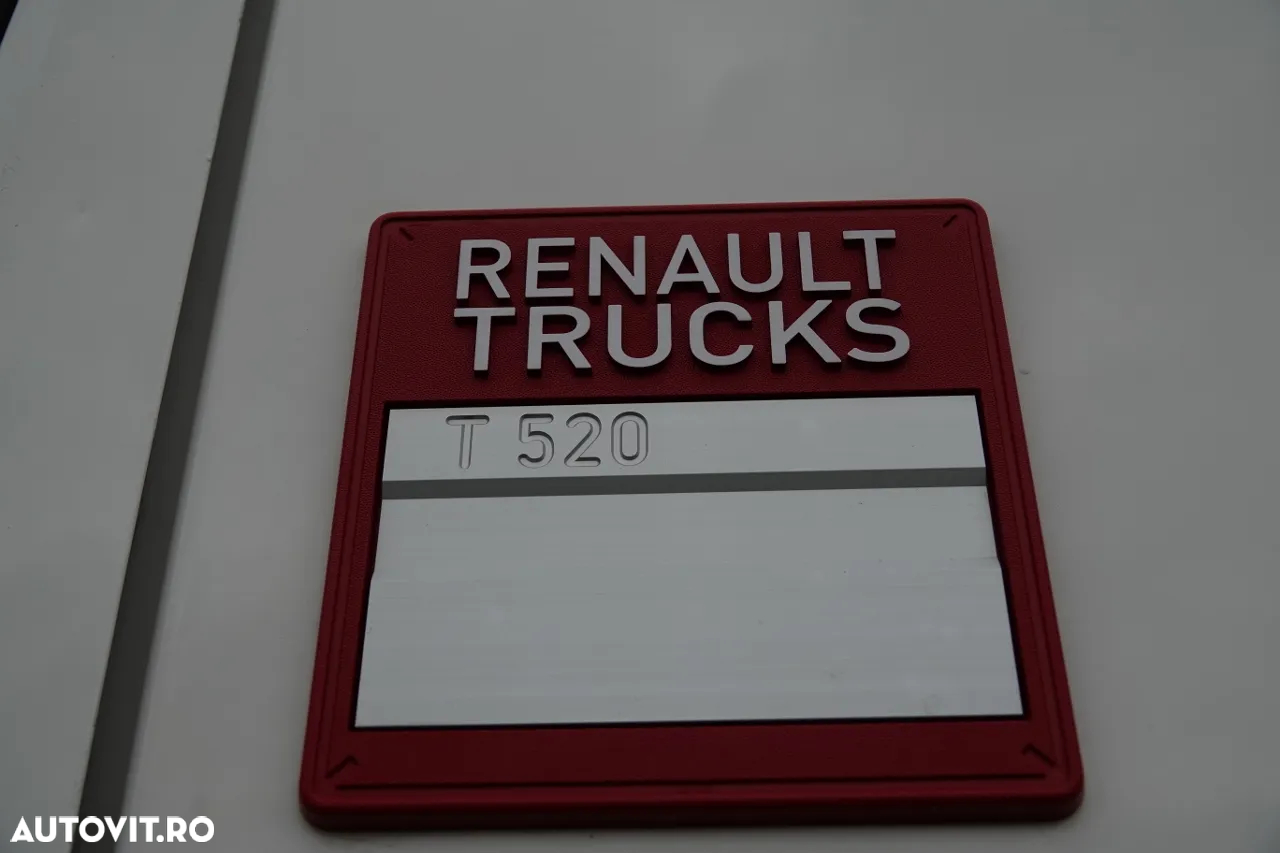 RENAULT
TRUCKS
T 520
AUTOVIT.RO